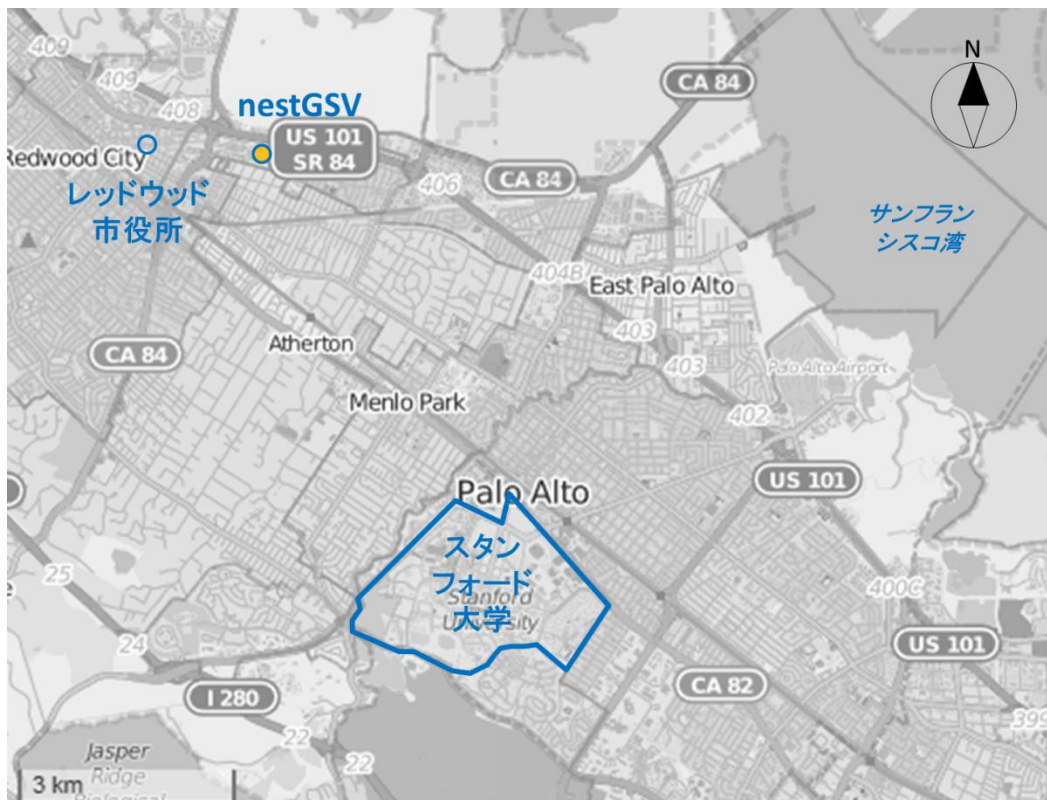 409
409
408
nestGSV
N
CA 84
US 101
SR 84
Redwood City
CA 84
406
レッドウッド
市役所
サンフラン
シスコ湾
404B
East Palo Alto
403
Atherton
CA 84
403
Palo Alto Airport
Menlo Park
402
Palo Alto
US 101
スタン
フォード
大学
Stanford
University
25
400C
24
US 101
CA 82
I 280
399
22
22
Jasper
Ridge
Biological
3 km